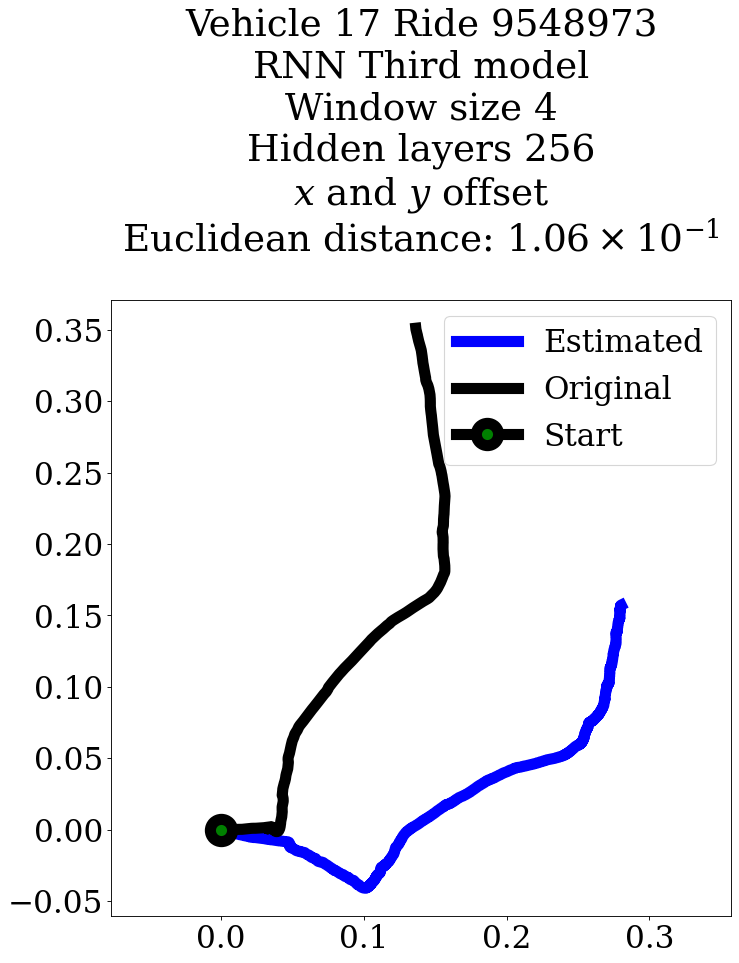 Vehicle 17 Ride 9548973
RNN Third model
Window size 4
Hidden layers 256
x and y offset
Euclidean distance: 1.06 × 10⁻¹
Estimated
Original
Start
0.35
0.30
0.25
0.20
0.15
0.10
0.05
0.00
−0.05
0.0 0.1 0.2 0.3